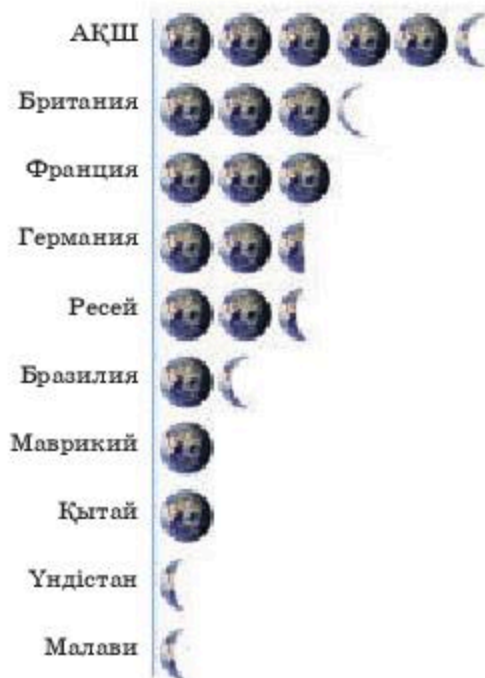 АҚШ
Британия
Франция
Германия
Ресей
Бразилия
Маврикий
Қытай
Үндістан
Малави